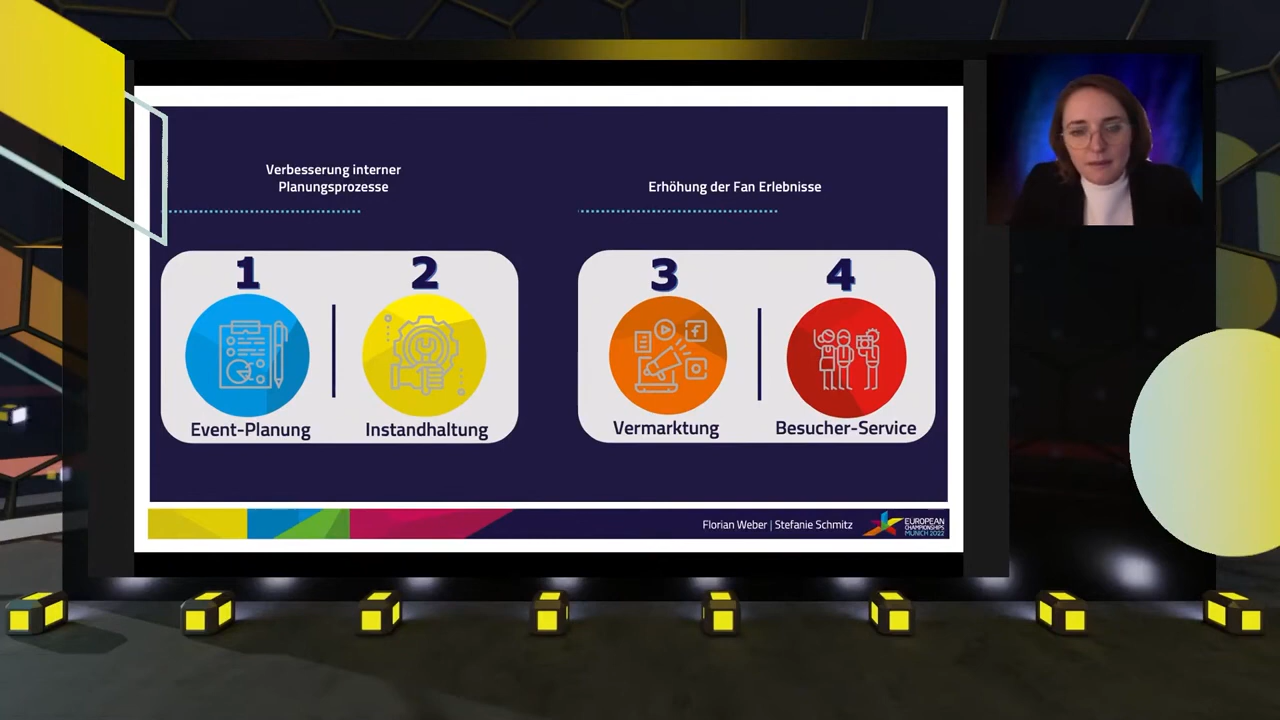 Verbesserung interner
Planungsprozesse
Erhöhung der Fan Erlebnisse
1
2
3
4
Event-Planung
Instandhaltung
Vermarktung
Besucher-Service
Florian Weber | Stefanie Schmitz
EUROPEAN
CHAMPIONSHIPS
MUNICH 2022